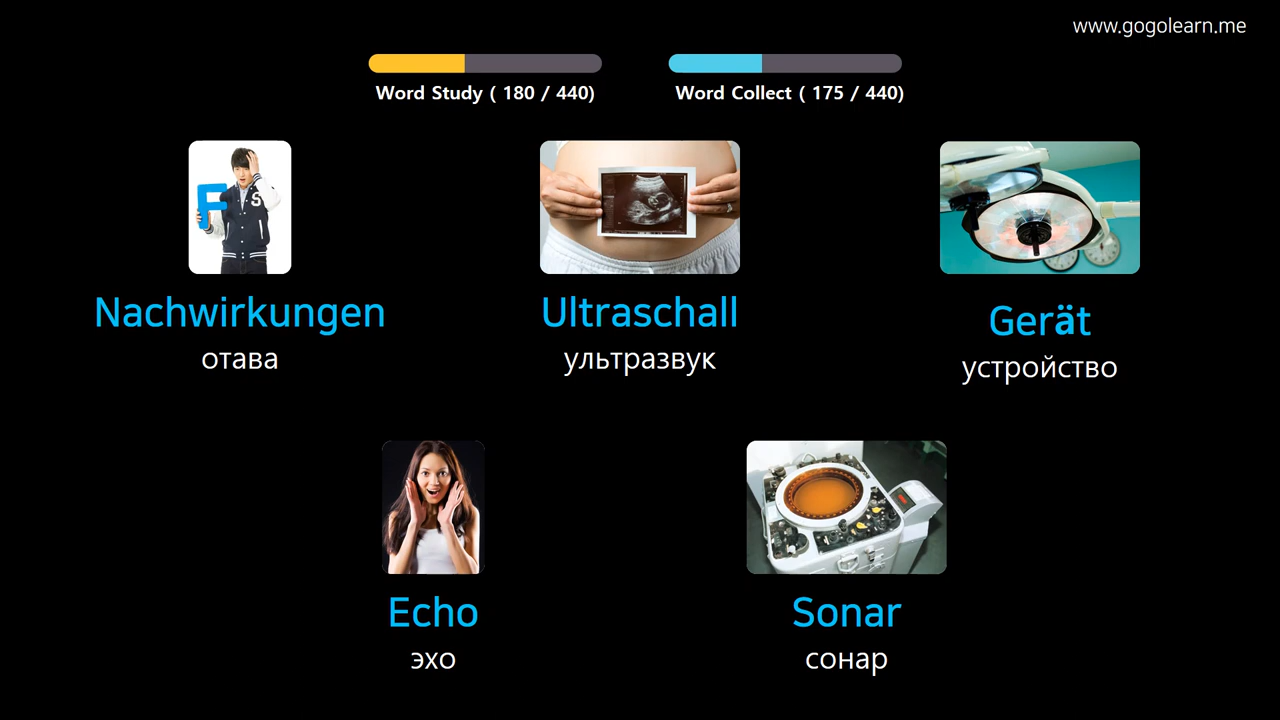 www.gogolearn.me
Word Study ( 180 / 440)
Word Collect ( 175 / 440)
F
S
Nachwirkungen
отава
Ultraschall
ультразвук
Gerät
устройство
Echo
эхо
Sonar
сонар